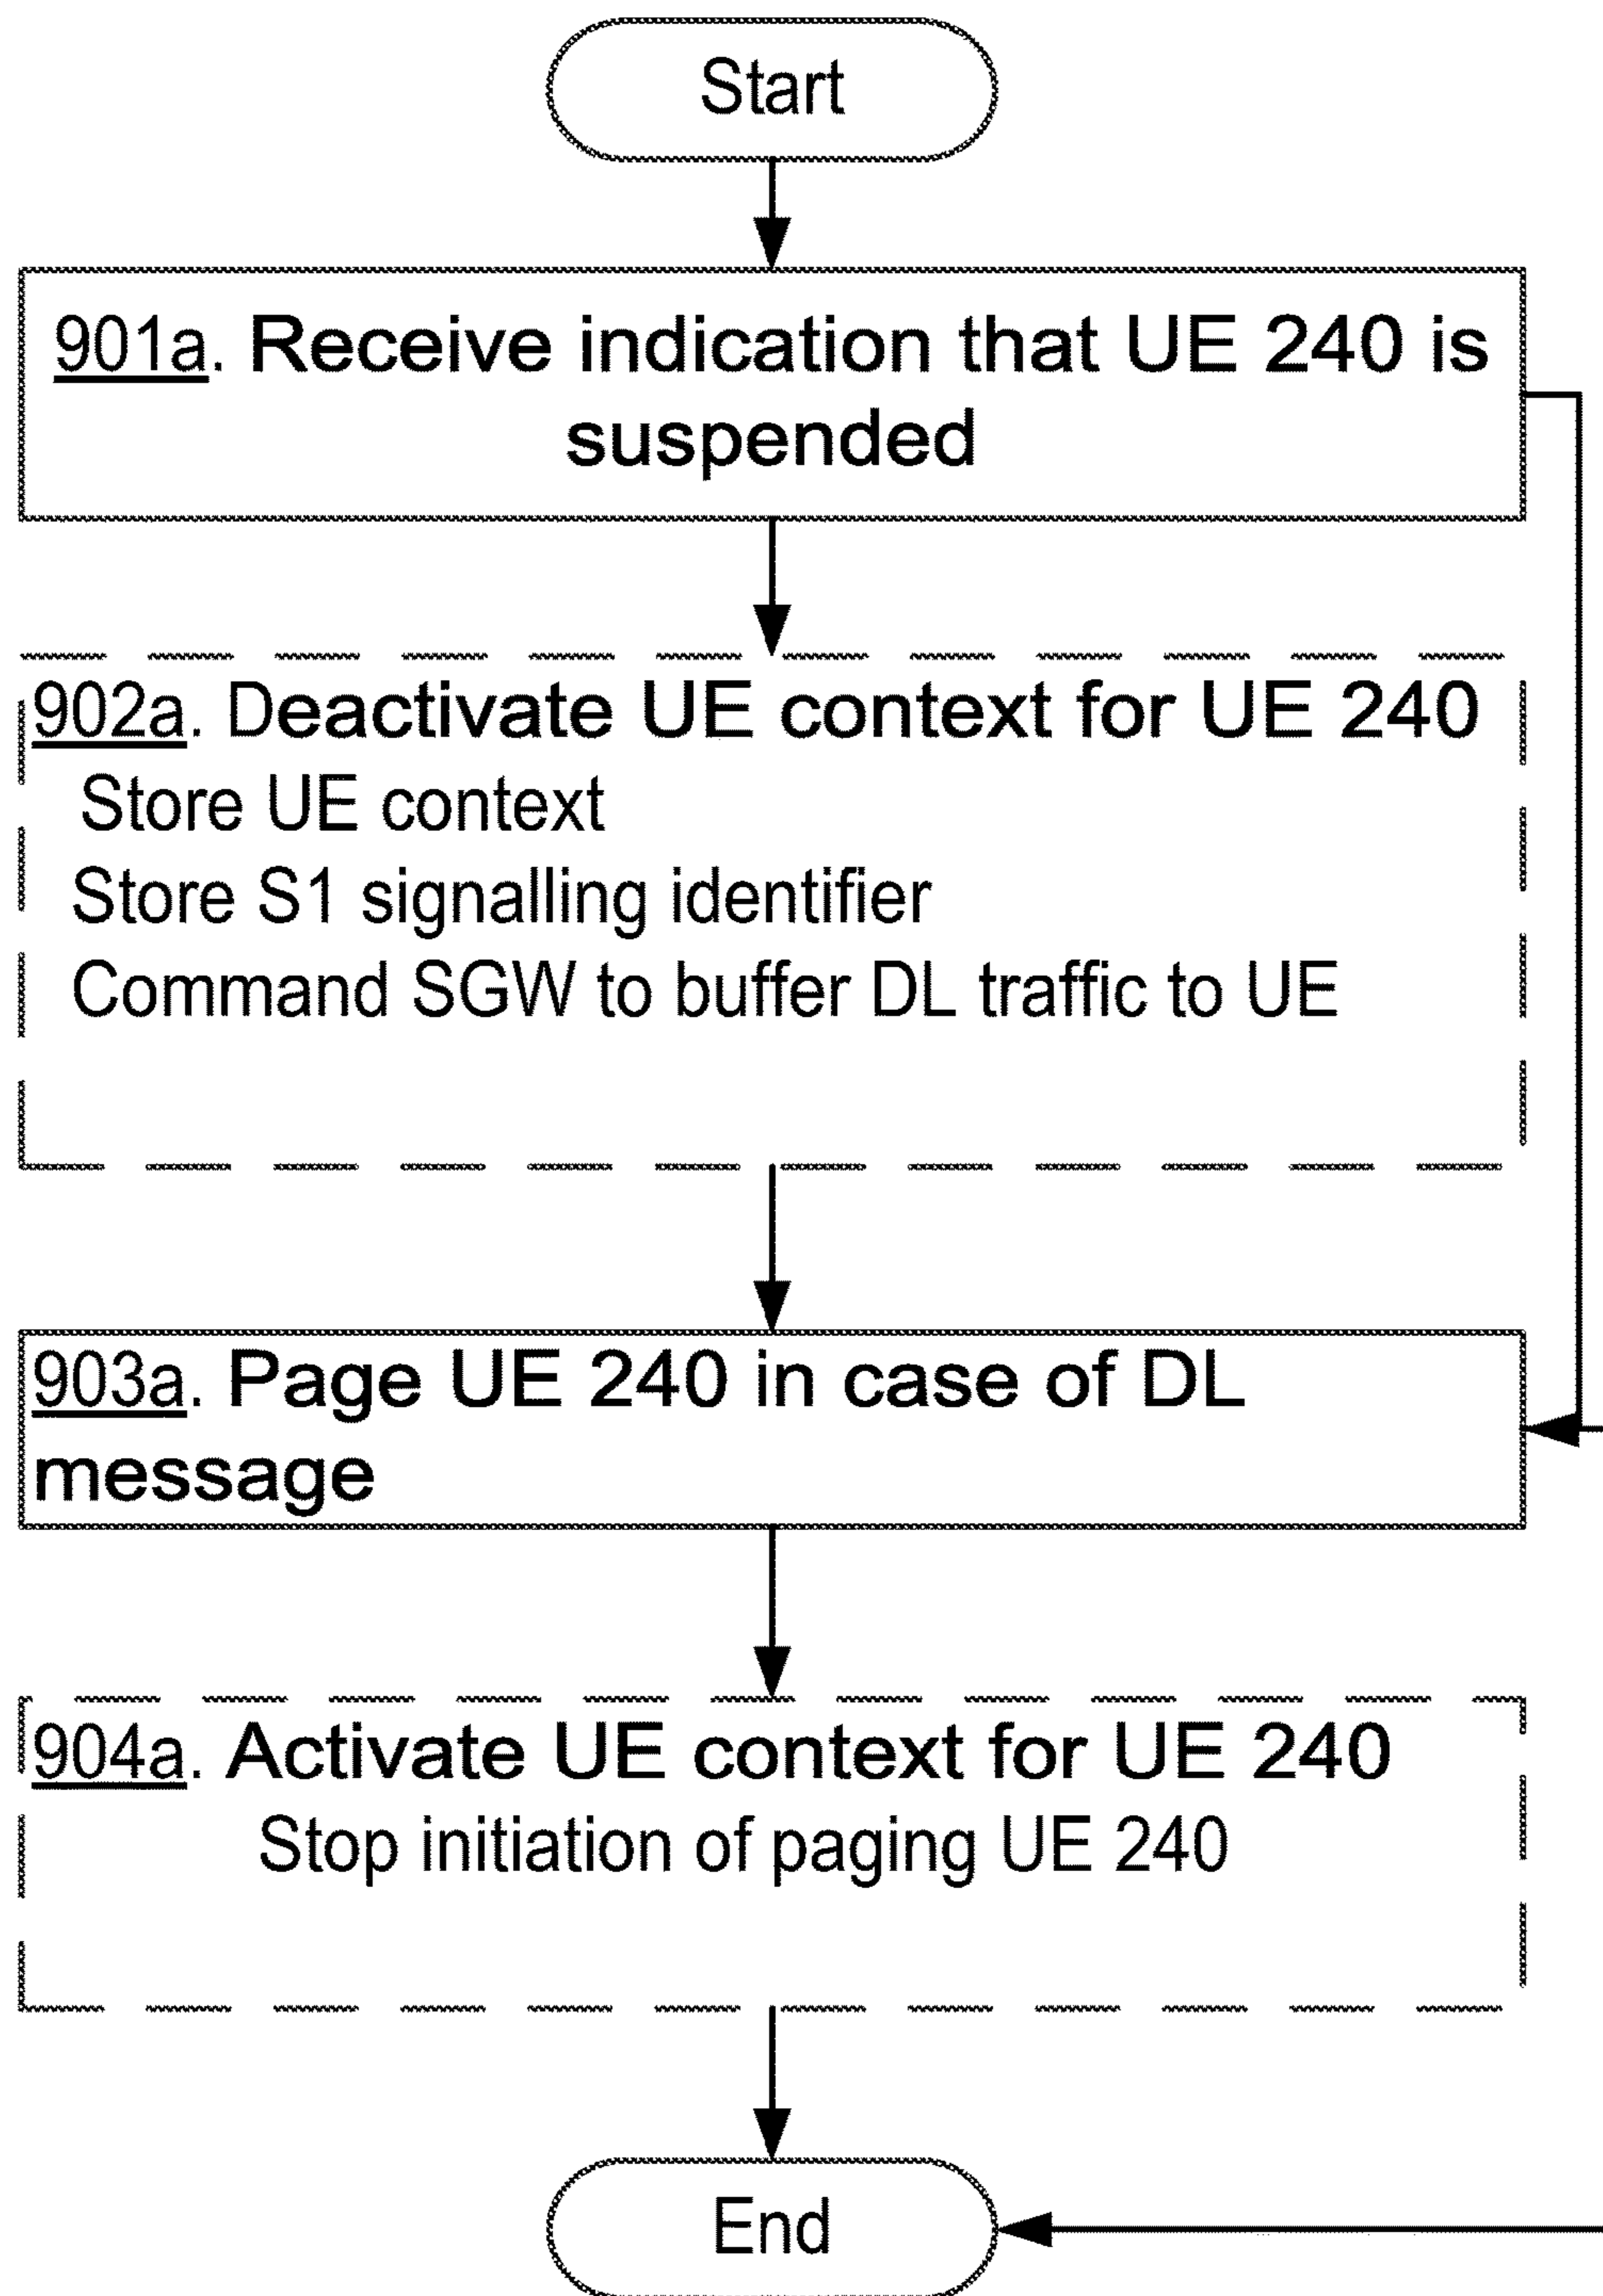 Start
901a. Receive indication that UE 240 is
suspended
902a. Deactivate UE context for UE 240
Store UE context
Store S1 signalling identifier
Command SGW to buffer DL traffic to UE
903a. Page UE 240 in case of DL
message
904a. Activate UE context for UE 240
Stop initiation of paging UE 240
End